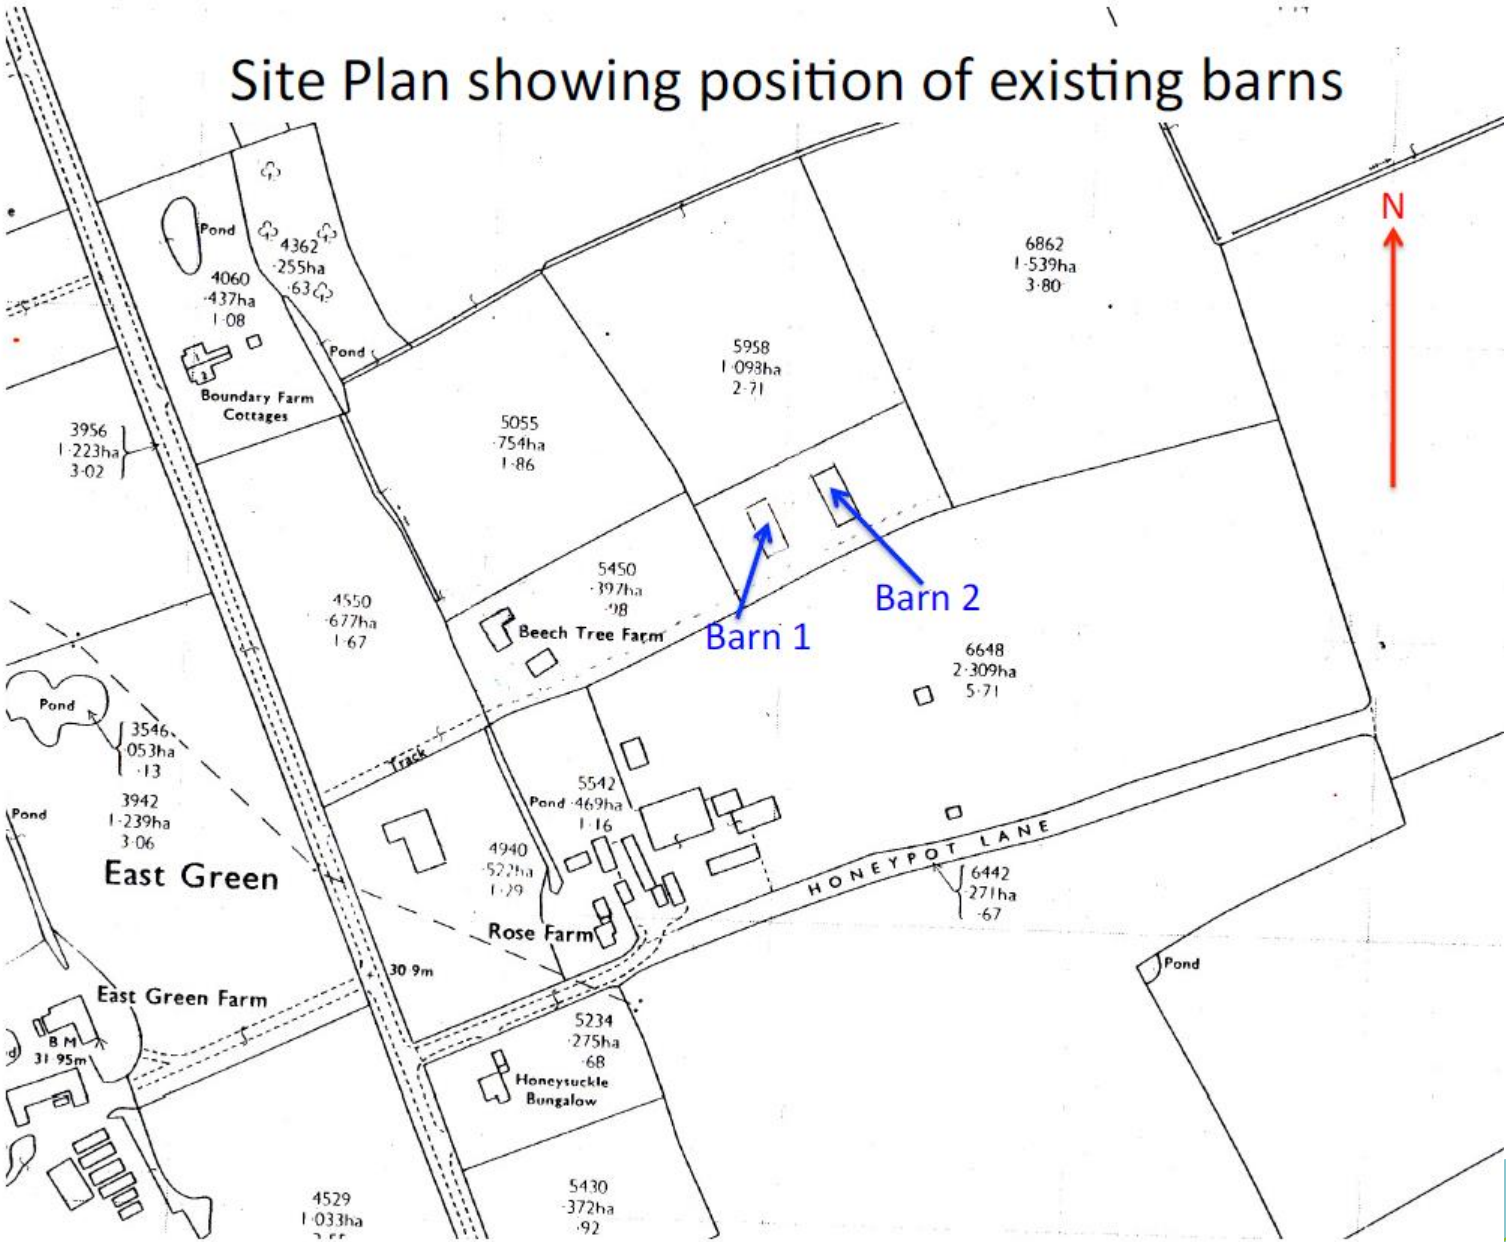 Site Plan showing position of existing barns
N
Pond
4362
·255ha
·63
4060
·437ha
1·08
6862
1·539ha
3·80
Pond
5958
1·098ha
2·71
Boundary Farm
Cottages
3956
1·223ha
3·02
5055
·754ha
1·86
5450
·397ha
·98
Barn 2
Barn 1
4550
·677ha
1·67
Beech Tree Farm
6648
2·309ha
5·71
Pond
3546
·053ha
·13
Track
5542
Pond ·469ha
1·16
3942
1·239ha
3·06
Pond
4940
·522ha
1·29
HONEYPOT LANE
East Green
6442
·271ha
·67
Rose Farm
30·9m
Pond
East Green Farm
B M
31·95m
5234
·275ha
·68
Honeysuckle
Bungalow
5430
·372ha
·92
4529
1·033ha